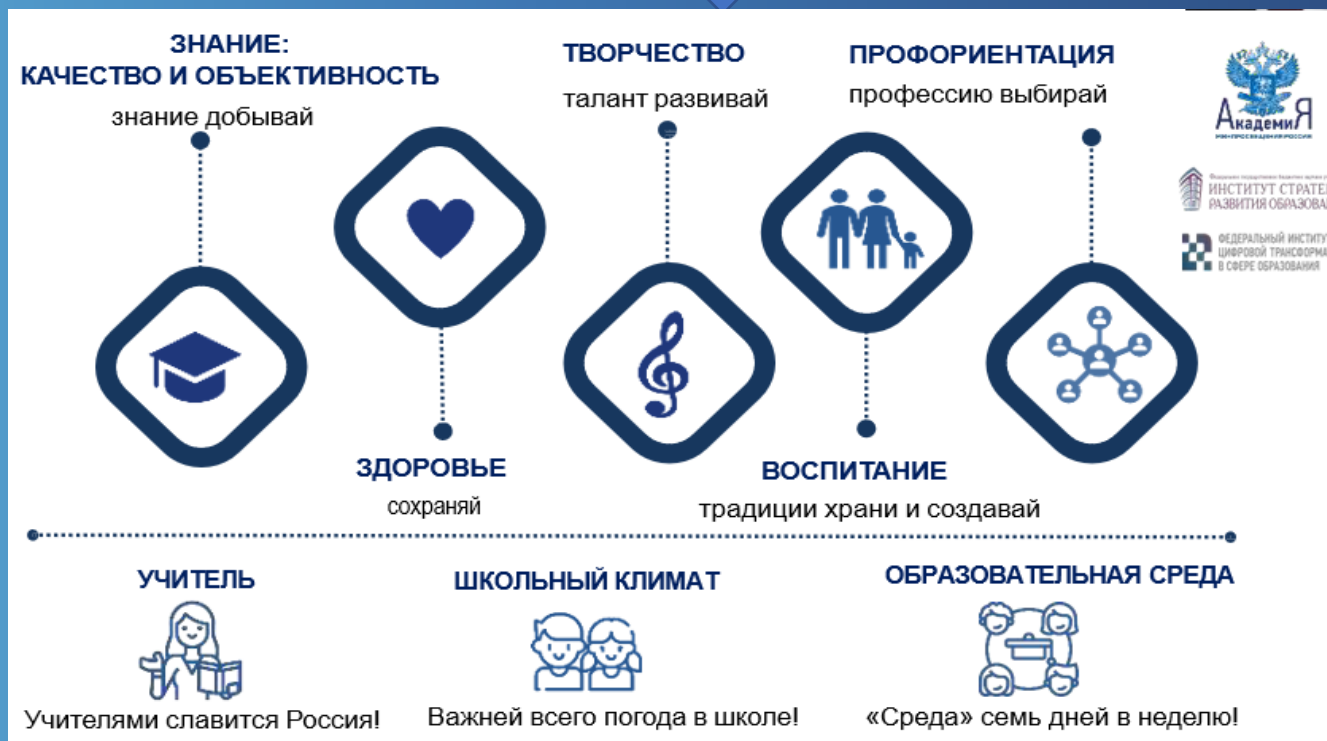 ЗНАНИЕ:
КАЧЕСТВО И ОБЪЕКТИВНОСТЬ
знание добывай
ТВОРЧЕСТВО
талант развивай
ПРОФОРИЕНТАЦИЯ
профессию выбирай
АкадемиЯ
МИНПРОСВЕЩЕНИЯ РОССИИ
ИНСТИТУТ СТРАТЕ
РАЗВИТИЯ ОБРАЗОВА
ФЕДЕРАЛЬНЫЙ ИНСТИТУ
ЦИФРОВОЙ ТРАНСФОРМА
В СФЕРЕ ОБРАЗОВАНИЯ
ЗДОРОВЬЕ
сохраняй
ВОСПИТАНИЕ
традиции храни и создавай
УЧИТЕЛЬ
ШКОЛЬНЫЙ КЛИМАТ
ОБРАЗОВАТЕЛЬНАЯ СРЕДА
Учителями славится Россия!
Важней всего погода в школе!
«Среда» семь дней в неделю!